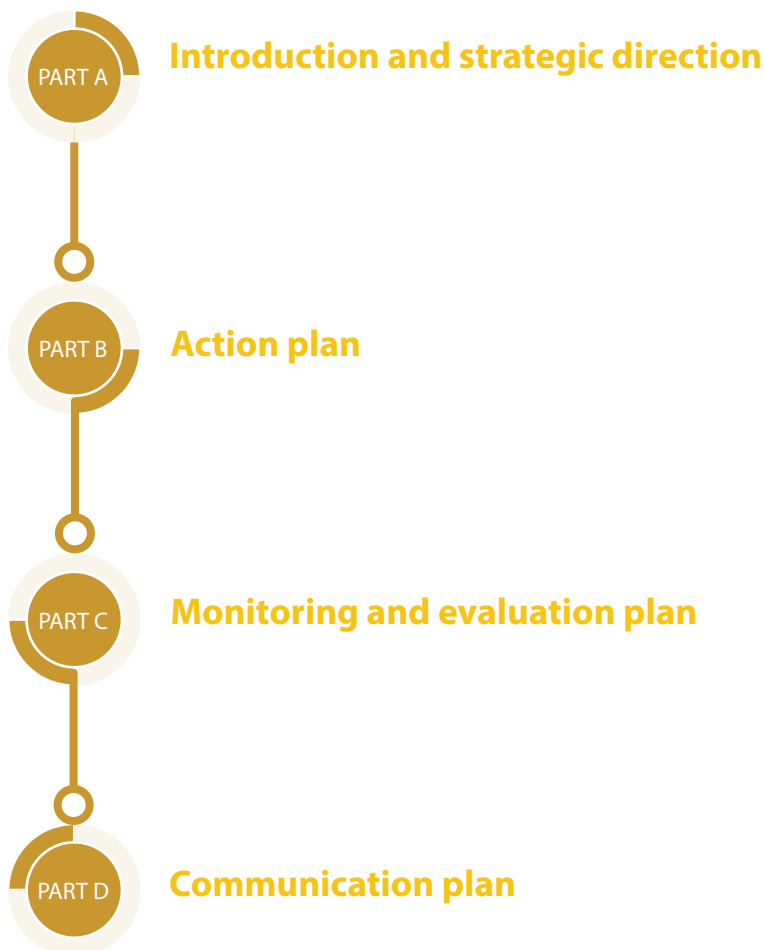 PART A
Introduction and strategic direction
PART B
Action plan
PART C
Monitoring and evaluation plan
PART D
Communication plan